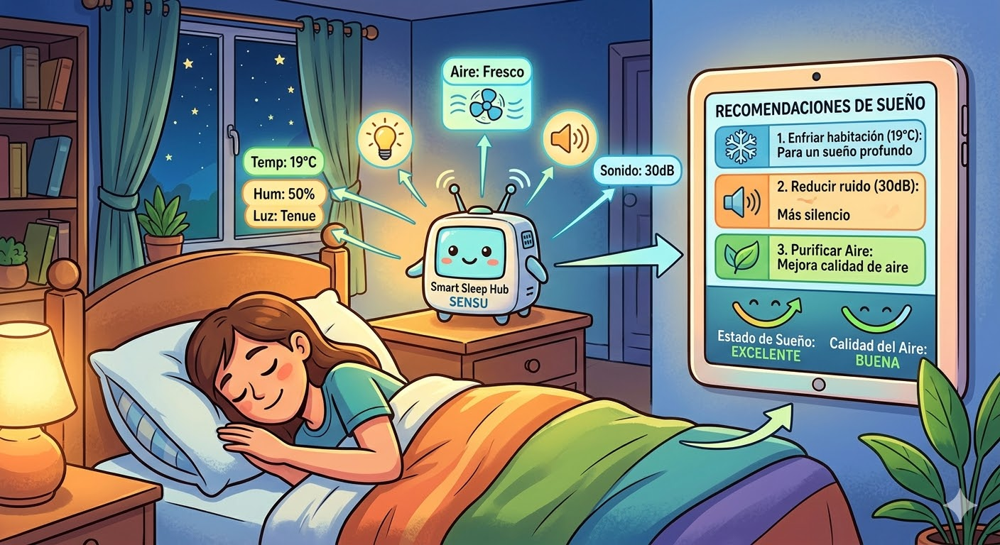 Aire: Fresco
Temp: 19°C
Hum: 50%
Luz: Tenue
Sonido: 30dB
Smart Sleep Hub
SENSU
RECOMENDACIONES DE SUEÑO
1. Enfriar habitación (19°C):
Para un sueño profundo
2. Reducir ruido (30dB):
Más silencio
3. Purificar Aire:
Mejora calidad de aire
Estado de Sueño:
EXCELENTE
Calidad del Aire:
BUENA